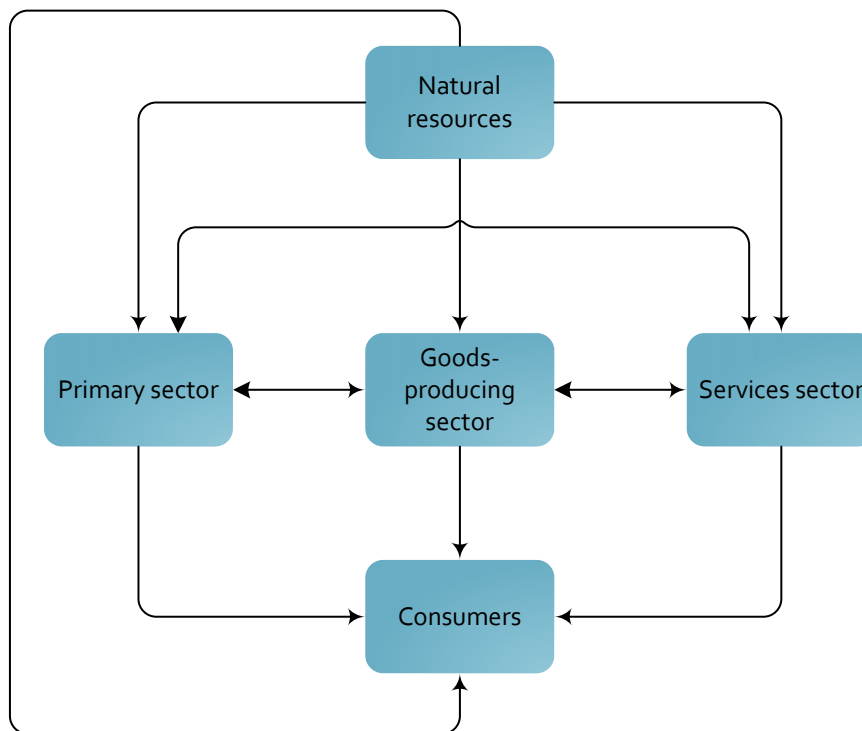 Natural
resources
Primary sector
Goods-
producing
sector
Services sector
Consumers